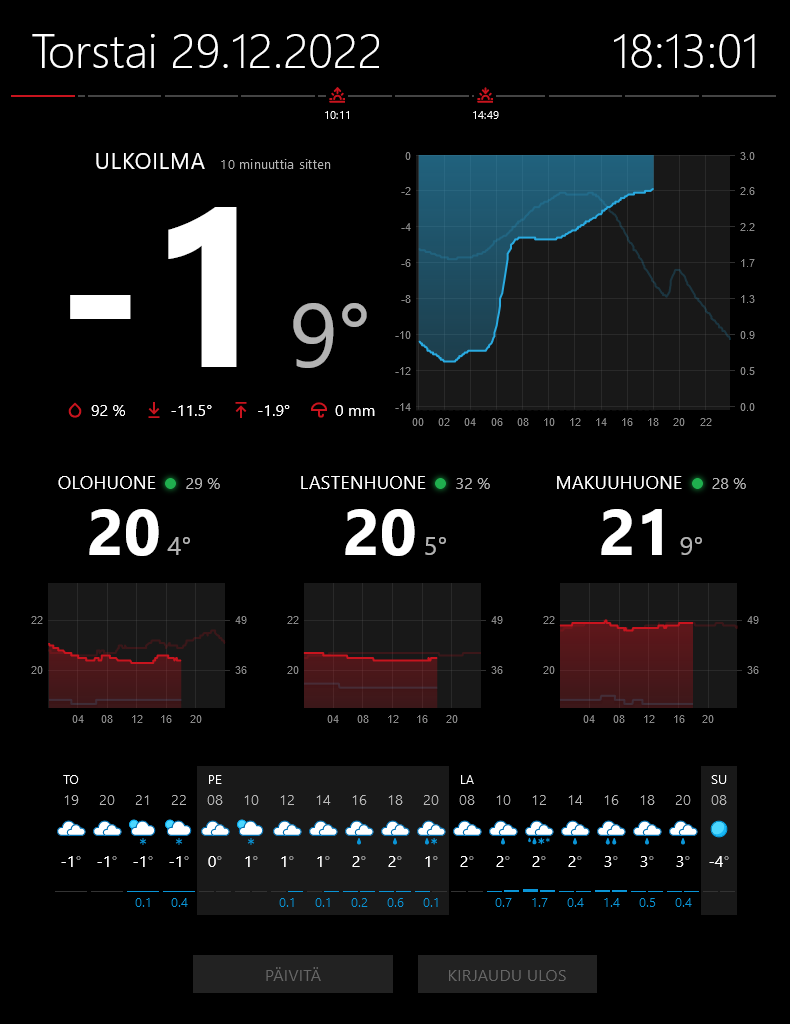 Torstai 29.12.2022 18:13:01
10:11 14:49
ULKOILMA 10 minuuttia sitten
-1 9°
92 % -11.5° -1.9° 0 mm
0 3.0
-2 2.6
-4 2.2
-6 1.7
-8 1.3
-10 0.9
-12 0.5
-14 0.0
00 02 04 06 08 10 12 14 16 18 20 22
OLOHUONE 29 %
20 4°
22 49
20 36
04 08 12 16 20
LASTENHUONE 32 %
20 5°
22 49
20 36
04 08 12 16 20
MAKUUHUONE 28 %
21 9°
22 49
20 36
04 08 12 16 20
TO PE LA SU
19 20 21 22 08 10 12 14 16 18 20 08 10 12 14 16 18 20 08
-1° -1° -1° -1° 0° 1° 1° 1° 2° 2° 1° 2° 2° 2° 2° 3° 3° 3° -4°
0.1 0.4 0.1 0.1 0.2 0.6 0.1 0.7 1.7 0.4 1.4 0.5 0.4
PÄIVITÄ KIRJAUDU ULOS